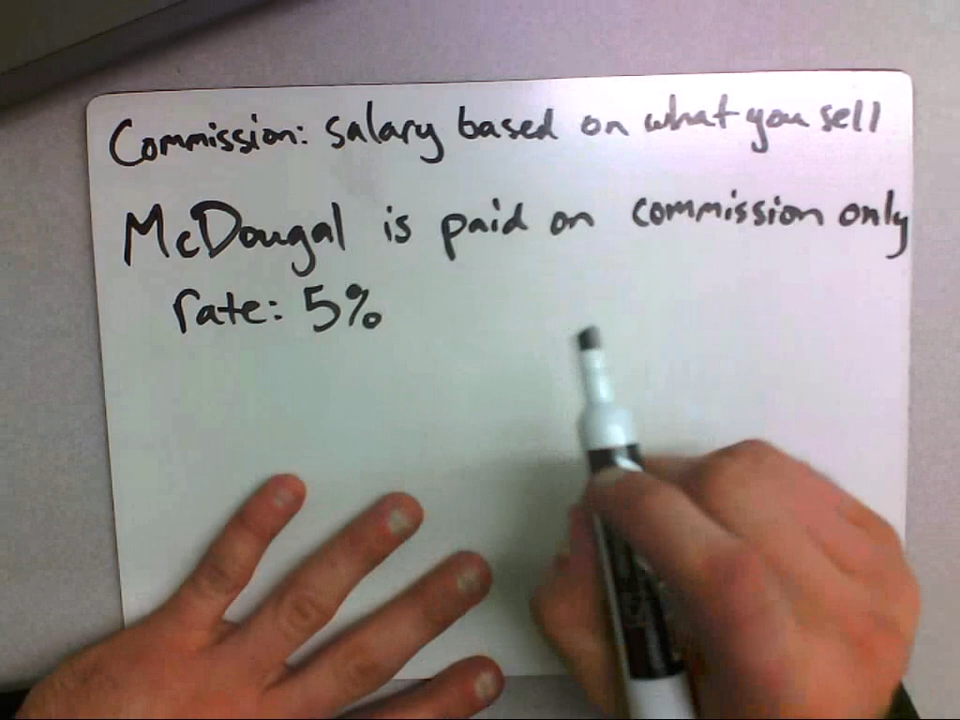 Commission: salary based on what you sell
McDougal is paid on commission only
rate: 5%